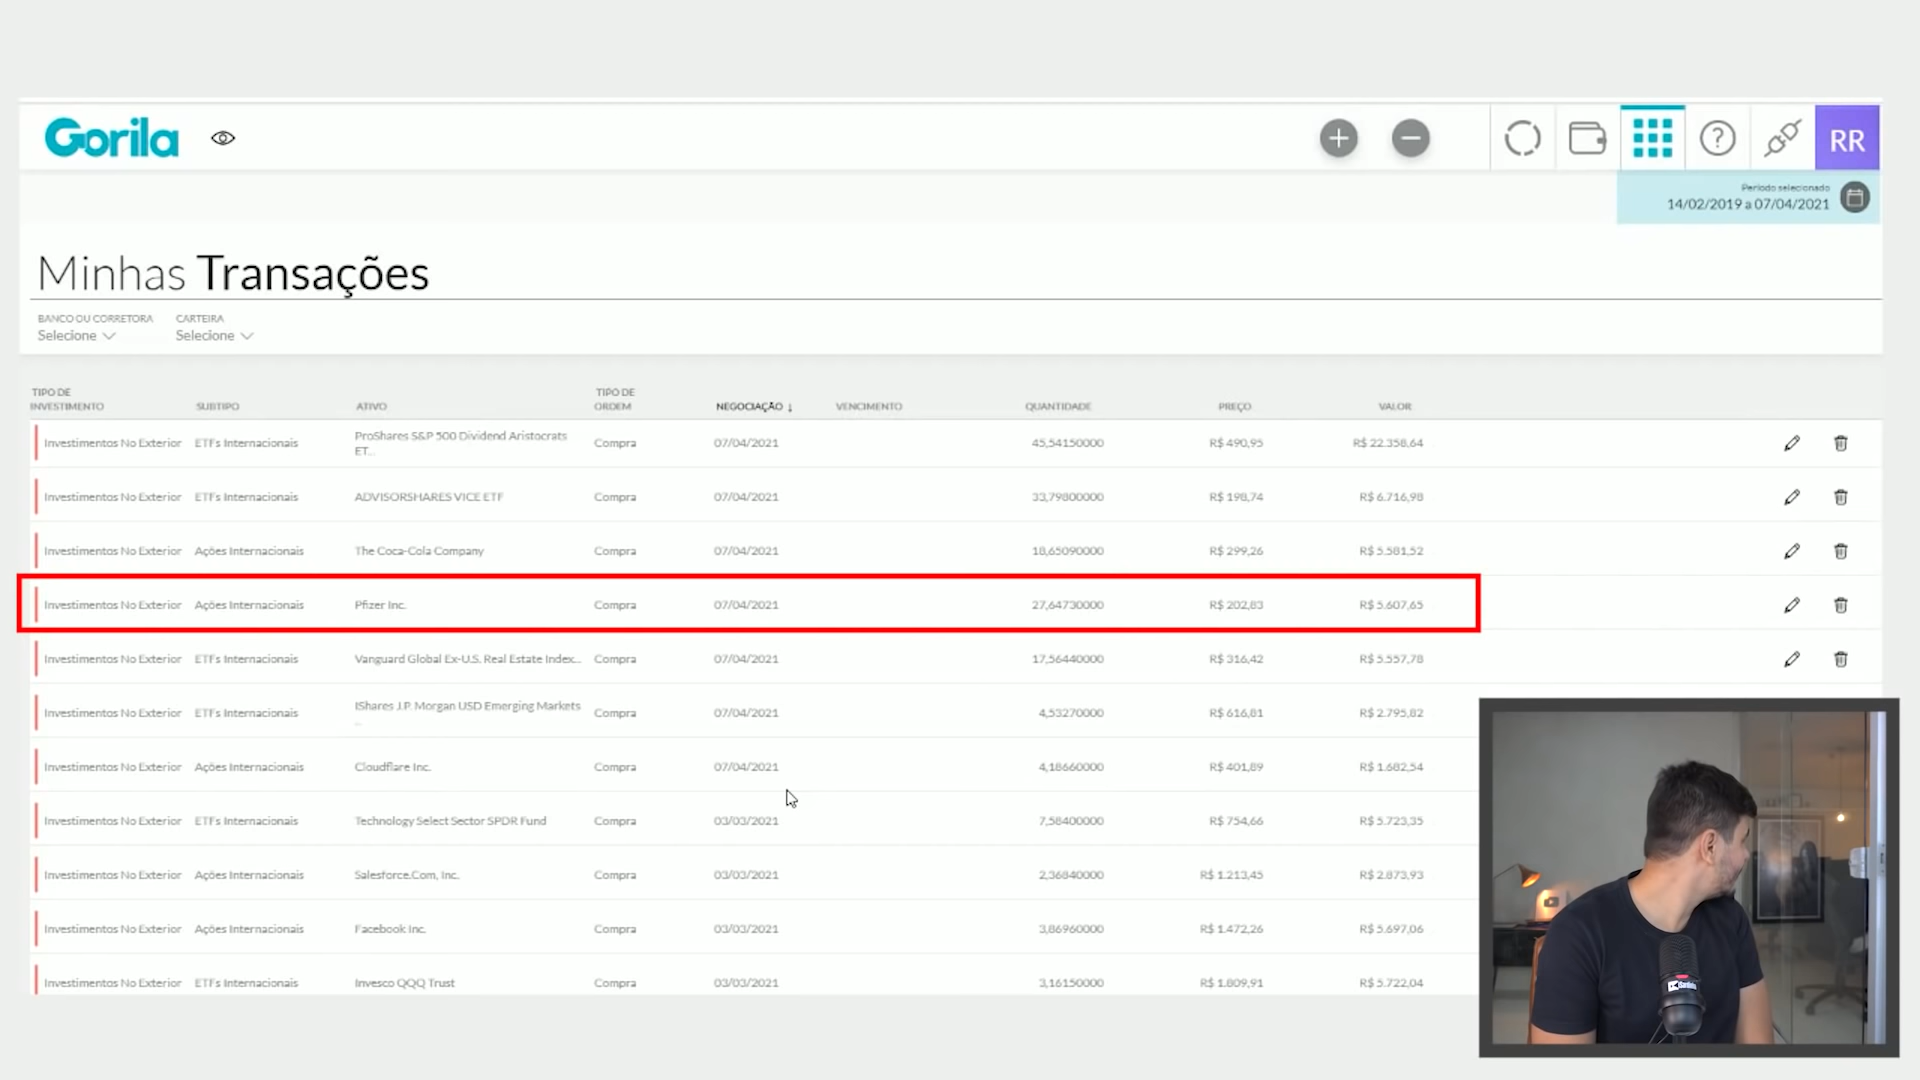 Gorila
RR
Período selecionado
14/02/2019 a 07/04/2021
Minhas Transações
BANCO OU CORRETORA CARTEIRA
Selecione Selecione
TIPO DE INVESTIMENTO SUBTIPO ATIVO TIPO DE ORDEM NEGOCIAÇÃO ↓ VENCIMENTO QUANTIDADE PREÇO VALOR
Investimentos No Exterior ETFs Internacionais ProShares S&P 500 Dividend Aristocrats ET... Compra 07/04/2021 45,54150000 R$ 490,95 R$ 22.358,64
Investimentos No Exterior ETFs Internacionais ADVISORSHARES VICE ETF Compra 07/04/2021 33,79800000 R$ 198,74 R$ 6.716,98
Investimentos No Exterior Ações Internacionais The Coca-Cola Company Compra 07/04/2021 18,65090000 R$ 299,26 R$ 5.581,52
Investimentos No Exterior Ações Internacionais Pfizer Inc. Compra 07/04/2021 27,64730000 R$ 202,83 R$ 5.607,65
Investimentos No Exterior ETFs Internacionais Vanguard Global Ex-U.S. Real Estate Index... Compra 07/04/2021 17,56440000 R$ 316,42 R$ 5.557,78
Investimentos No Exterior ETFs Internacionais IShares J.P. Morgan USD Emerging Markets ... Compra 07/04/2021 4,53270000 R$ 616,81 R$ 2.795,82
Investimentos No Exterior Ações Internacionais Cloudflare Inc. Compra 07/04/2021 4,18660000 R$ 401,89 R$ 1.682,54
Investimentos No Exterior ETFs Internacionais Technology Select Sector SPDR Fund Compra 03/03/2021 7,58400000 R$ 754,66 R$ 5.723,35
Investimentos No Exterior Ações Internacionais Salesforce.Com, Inc. Compra 03/03/2021 2,36840000 R$ 1.213,45 R$ 2.873,93
Investimentos No Exterior Ações Internacionais Facebook Inc. Compra 03/03/2021 3,86960000 R$ 1.472,26 R$ 5.697,06
Investimentos No Exterior ETFs Internacionais Invesco QQQ Trust Compra 03/03/2021 3,16150000 R$ 1.809,91 R$ 5.722,04